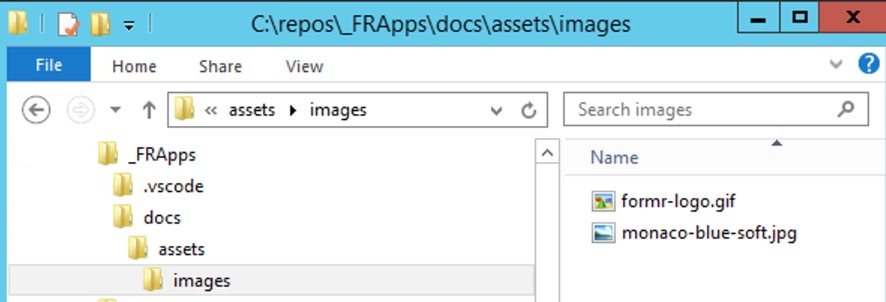 C:\repos\_FRApps\docs\assets\images
File Home Share View
« assets images Search images
_FRApps
.vscode
docs
assets
images
Name
formr-logo.gif
monaco-blue-soft.jpg